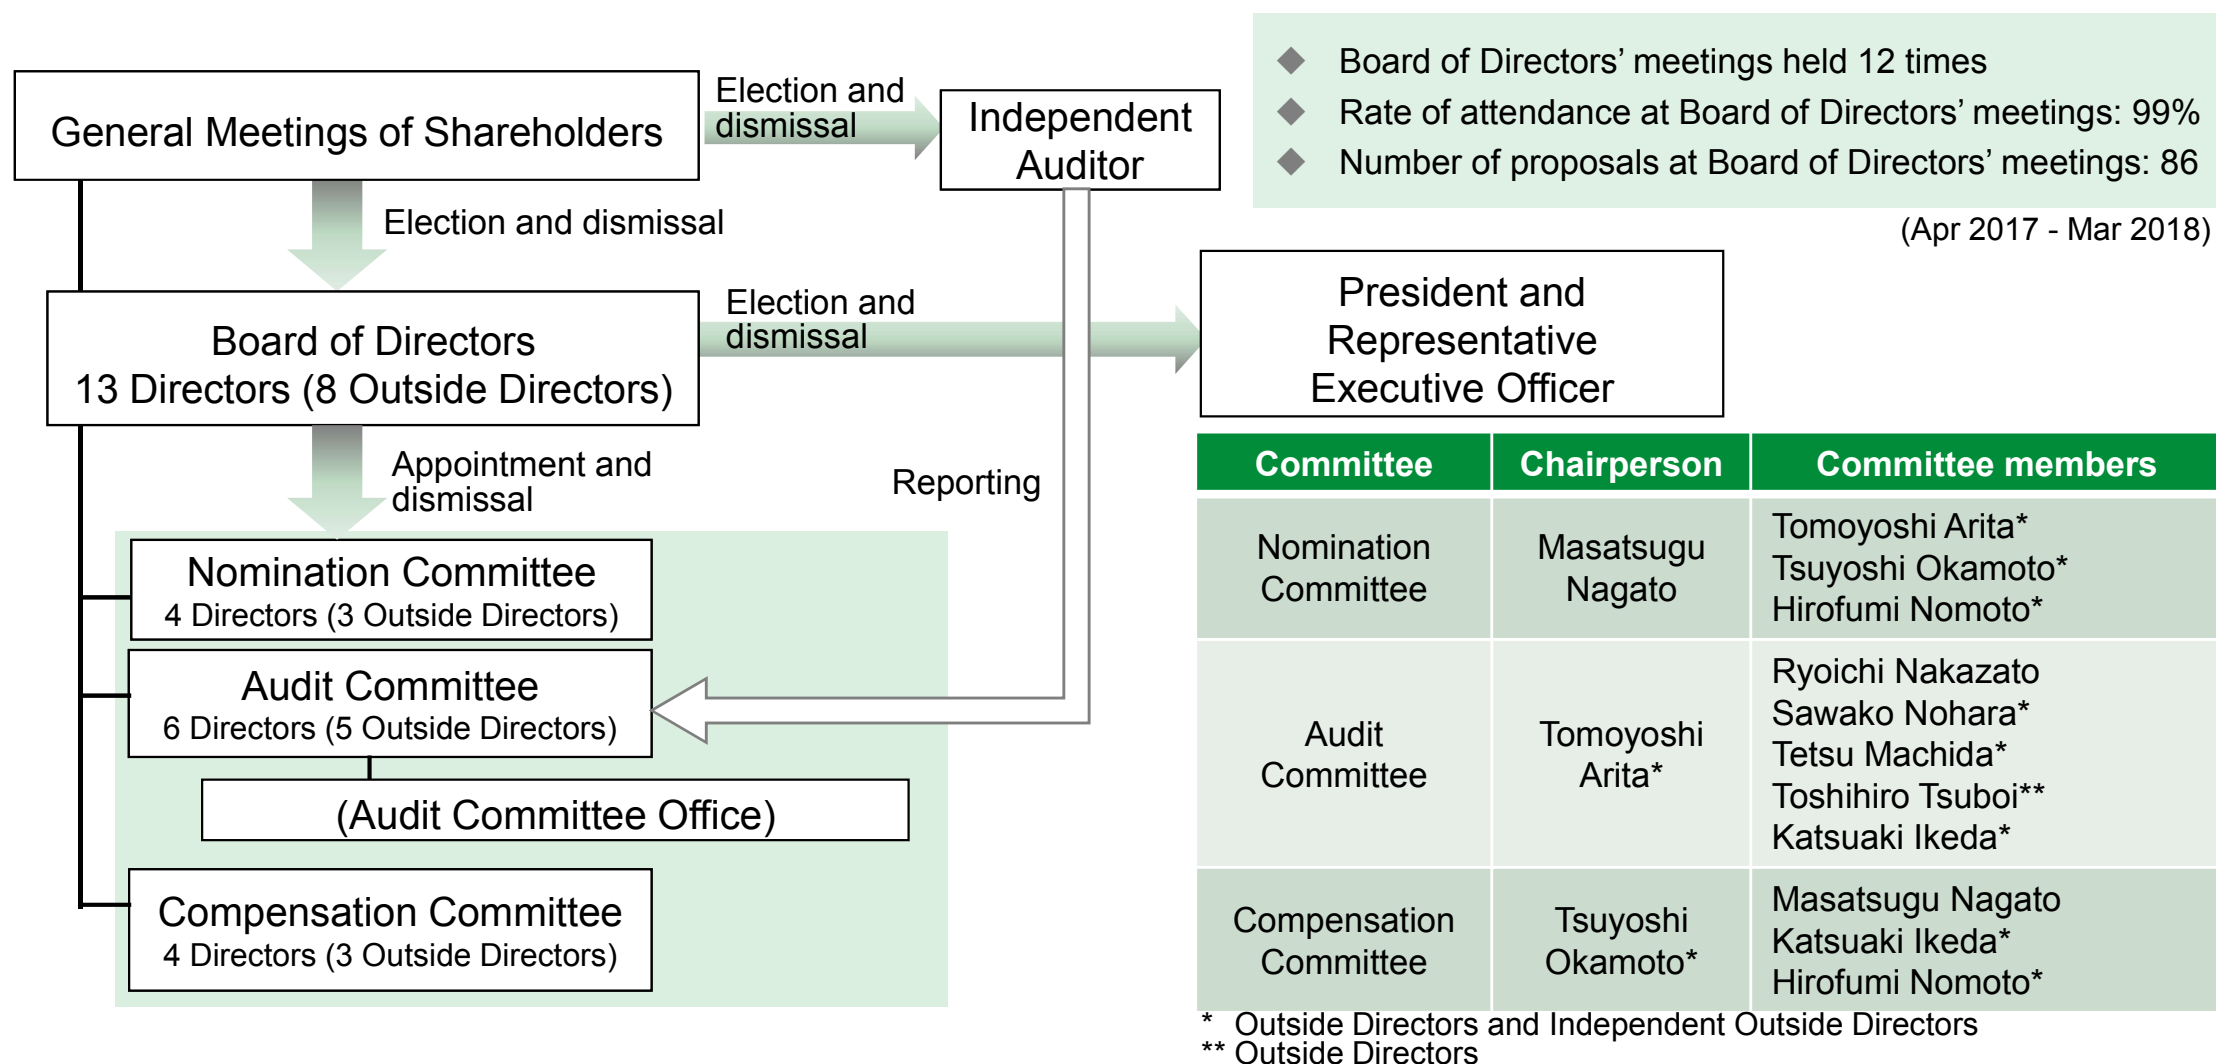 ◆ Board of Directors’ meetings held 12 times
◆ Rate of attendance at Board of Directors’ meetings: 99%
◆ Number of proposals at Board of Directors’ meetings: 86
(Apr 2017 - Mar 2018)
General Meetings of Shareholders
Election and
dismissal
Independent
Auditor
Election and dismissal
Board of Directors
13 Directors (8 Outside Directors)
Election and
dismissal
President and
Representative
Executive Officer
Appointment and
dismissal
Reporting
Nomination Committee
4 Directors (3 Outside Directors)
Audit Committee
6 Directors (5 Outside Directors)
(Audit Committee Office)
Compensation Committee
4 Directors (3 Outside Directors)
Committee Chairperson Committee members
Nomination
Committee
Masatsugu
Nagato
Tomoyoshi Arita*
Tsuyoshi Okamoto*
Hirofumi Nomoto*
Audit
Committee
Tomoyoshi
Arita*
Ryoichi Nakazato
Sawako Nohara*
Tetsu Machida*
Toshihiro Tsuboi**
Katsuaki Ikeda*
Compensation
Committee
Tsuyoshi
Okamoto*
Masatsugu Nagato
Katsuaki Ikeda*
Hirofumi Nomoto*
* Outside Directors and Independent Outside Directors
** Outside Directors